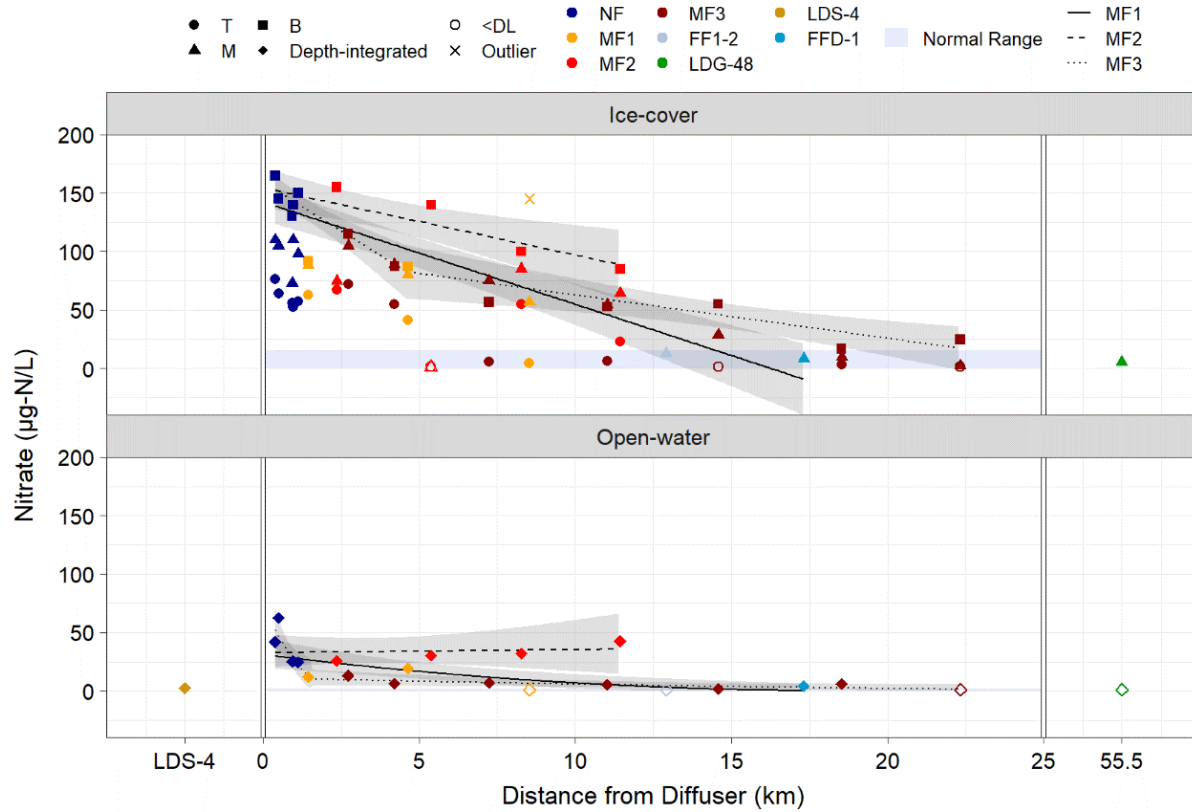 T B <DL NF MF3 LDS-4 MF1
M Depth-integrated Outlier MF1 FF1-2 FFD-1 Normal Range MF2
MF2 LDG-48 MF3
Ice-cover
200
150
100
50
0
Open-water
200
150
100
50
0
Nitrate (µg-N/L)
LDS-4 0 5 10 15 20 25 55.5
Distance from Diffuser (km)